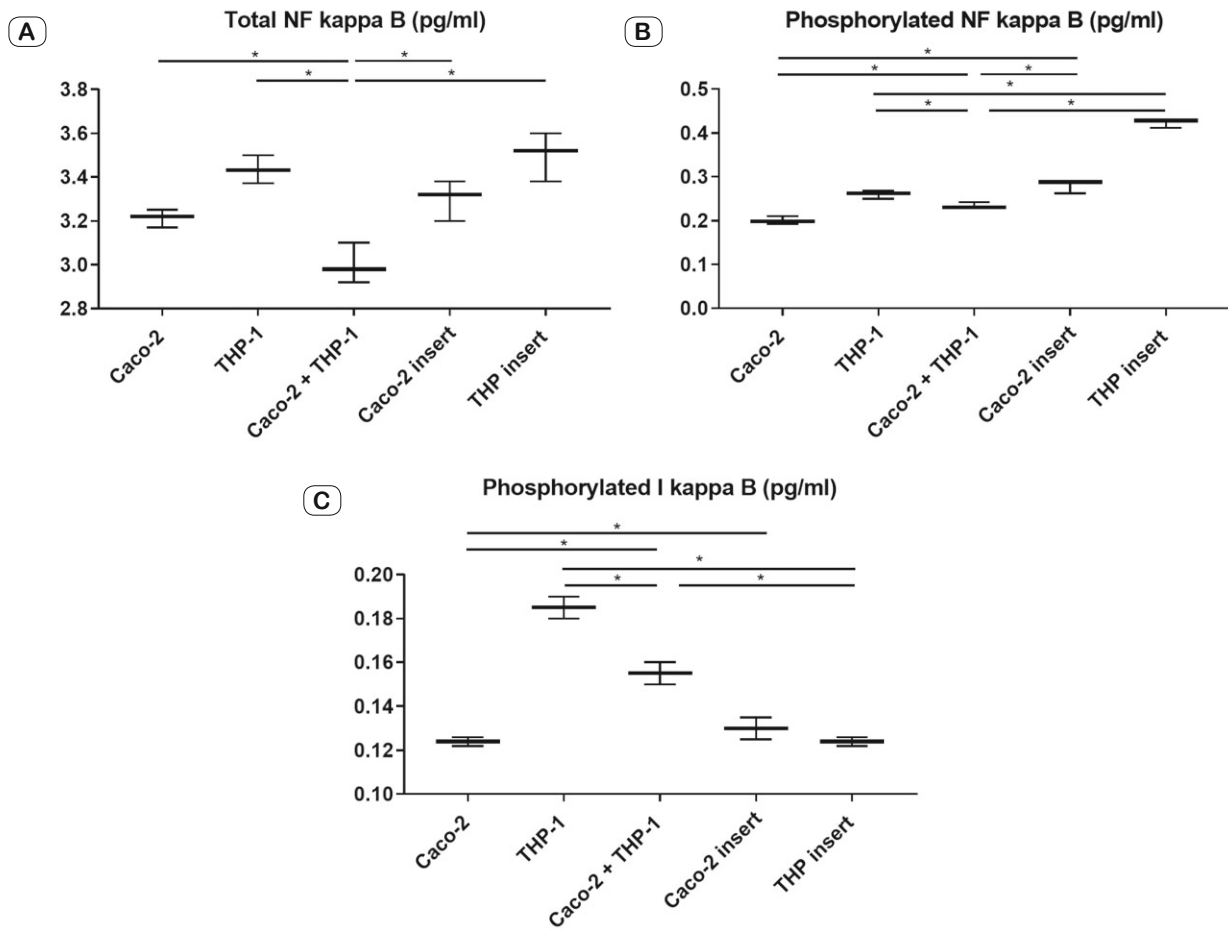 A
Total NF kappa B (pg/ml)
*
*
*
*
3.8
3.6
3.4
3.2
3.0
2.8
Caco-2
THP-1
Caco-2 + THP-1
Caco-2 insert
THP insert
B
Phosphorylated NF kappa B (pg/ml)
*
*
*
*
*
*
0.5
0.4
0.3
0.2
0.1
0.0
Caco-2
THP-1
Caco-2 + THP-1
Caco-2 insert
THP insert
C
Phosphorylated I kappa B (pg/ml)
*
*
*
*
*
0.20
0.18
0.16
0.14
0.12
0.10
Caco-2
THP-1
Caco-2 + THP-1
Caco-2 insert
THP insert